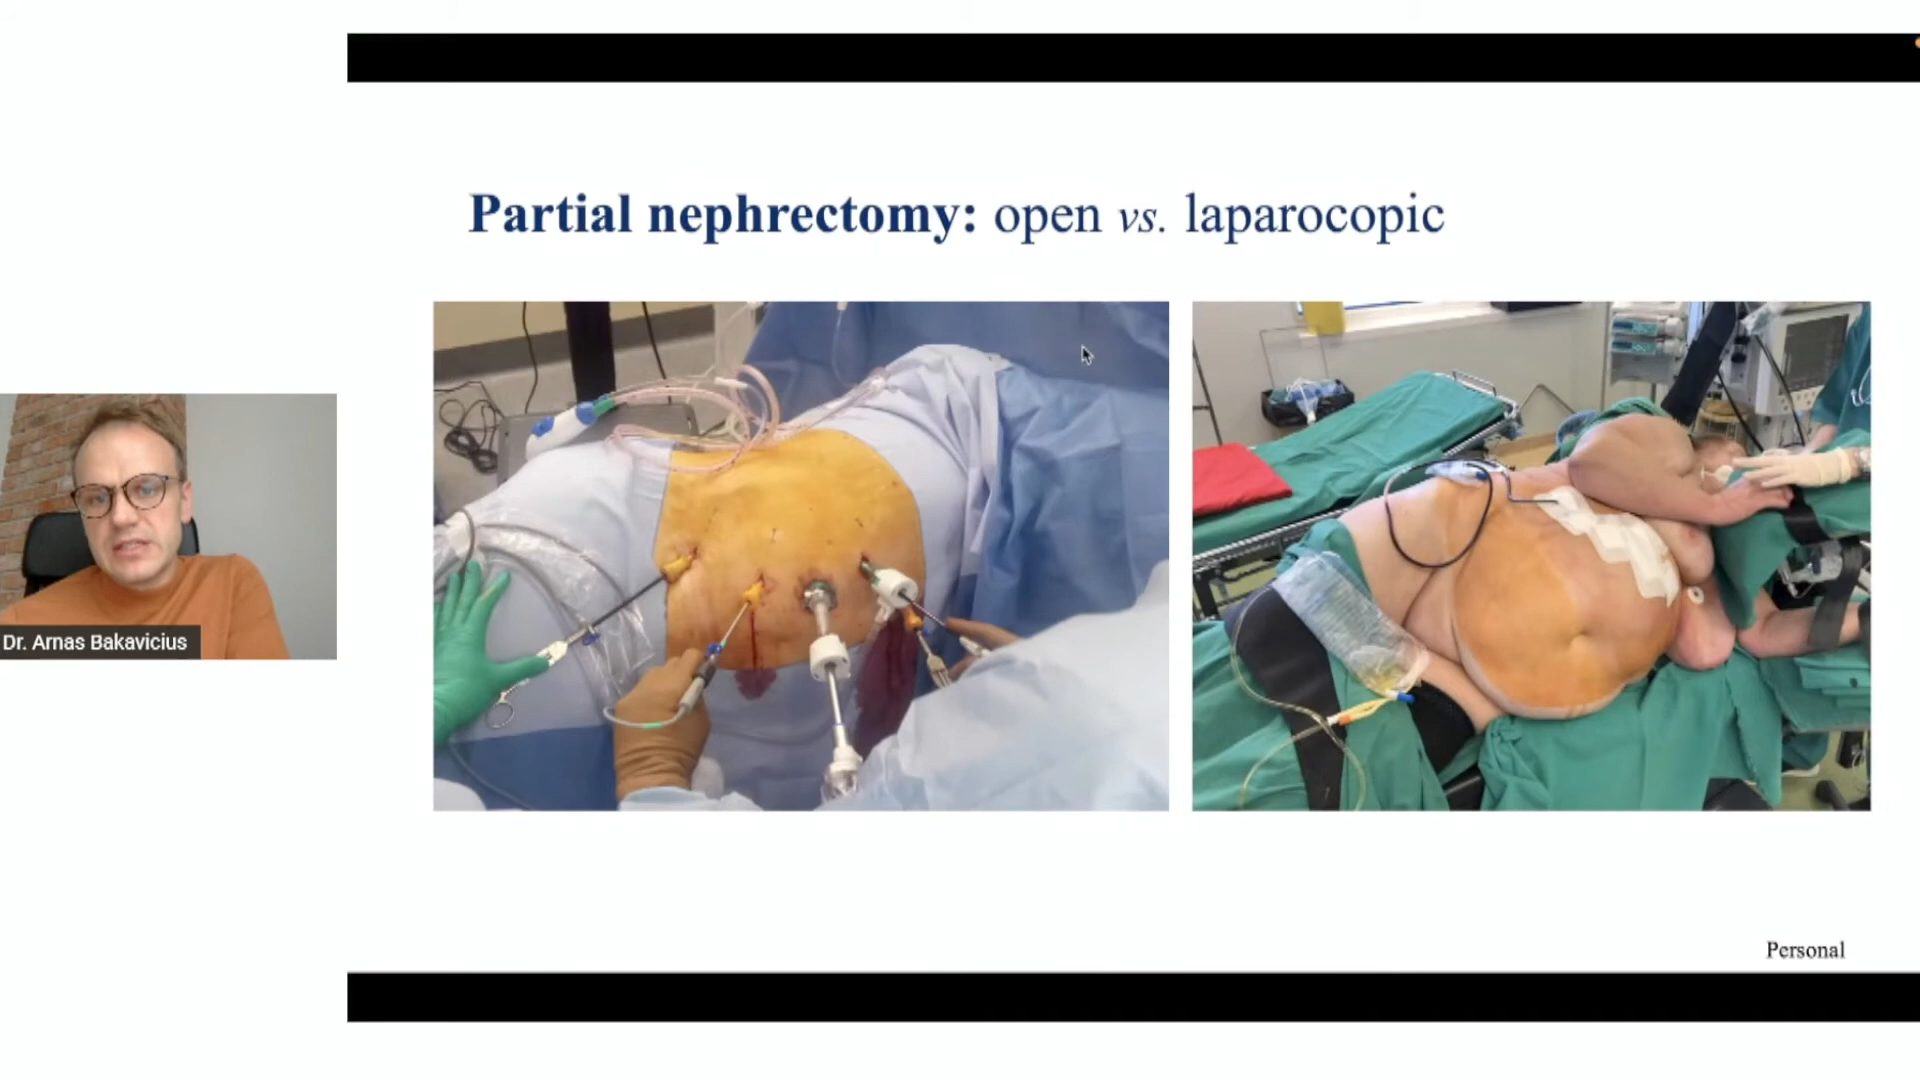 Partial nephrectomy: open vs. laparocopic
Dr. Arnas Bakavicius
Personal